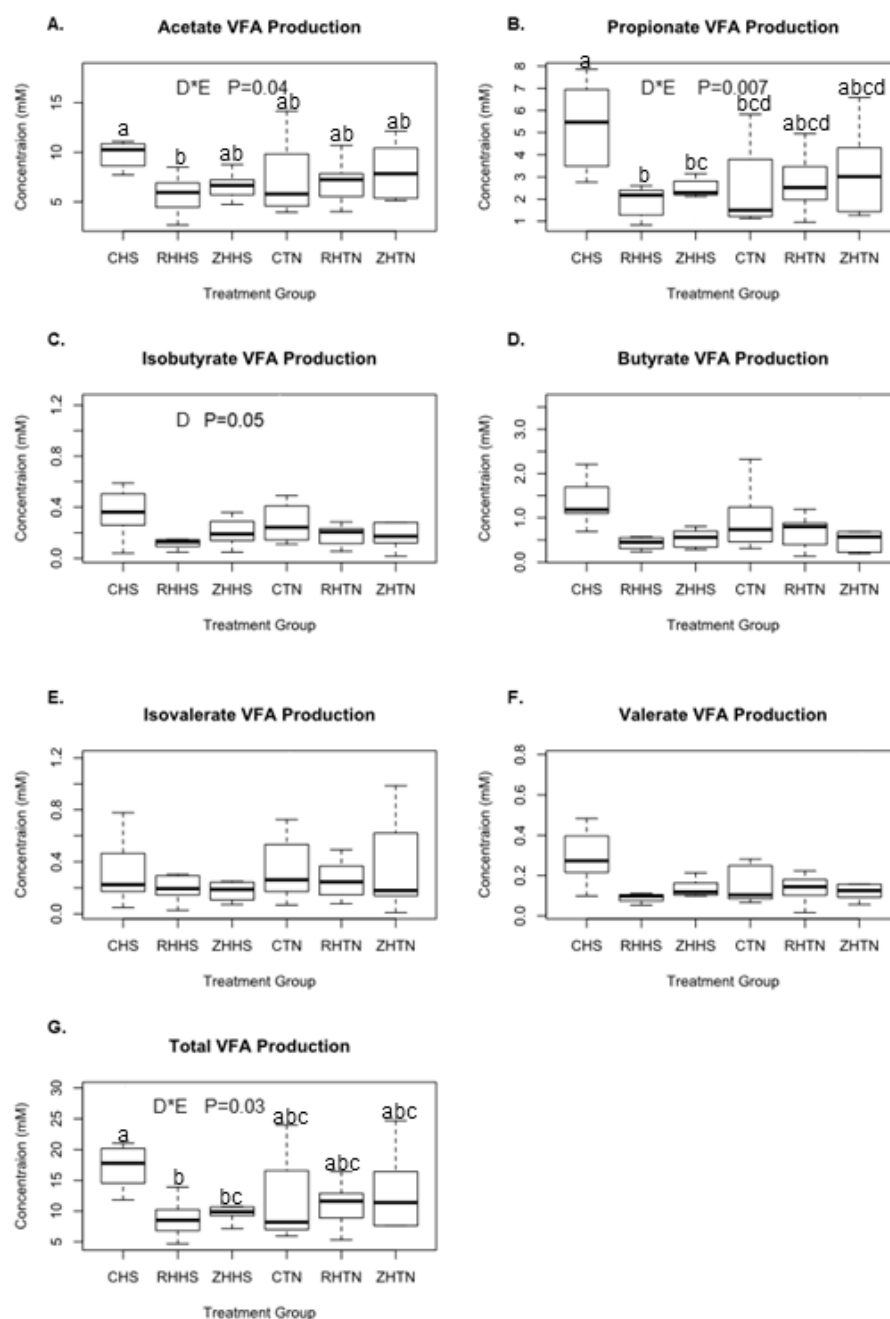 A.
Acetate VFA Production
D*E P=0.04
a b ab ab ab ab
Concentraion (mM)
15
10
5
CHS RHHS ZHHS CTN RHTN ZHTN
Treatment Group
B.
Propionate VFA Production
D*E P=0.007
a b bc bcd abcd abcd
Concentraion (mM)
8
7
6
5
4
3
2
1
CHS RHHS ZHHS CTN RHTN ZHTN
Treatment Group
C.
Isobutyrate VFA Production
D P=0.05
Concentraion (mM)
1.2
0.8
0.4
0.0
CHS RHHS ZHHS CTN RHTN ZHTN
Treatment Group
D.
Butyrate VFA Production
Concentraion (mM)
3.0
2.0
1.0
0.0
CHS RHHS ZHHS CTN RHTN ZHTN
Treatment Group
E.
Isovalerate VFA Production
Concentraion (mM)
1.2
0.8
0.4
0.0
CHS RHHS ZHHS CTN RHTN ZHTN
Treatment Group
F.
Valerate VFA Production
Concentraion (mM)
0.8
0.6
0.4
0.2
0.0
CHS RHHS ZHHS CTN RHTN ZHTN
Treatment Group
G.
Total VFA Production
D*E P=0.03
a b bc abc abc abc
Concentraion (mM)
30
25
20
15
10
5
CHS RHHS ZHHS CTN RHTN ZHTN
Treatment Group